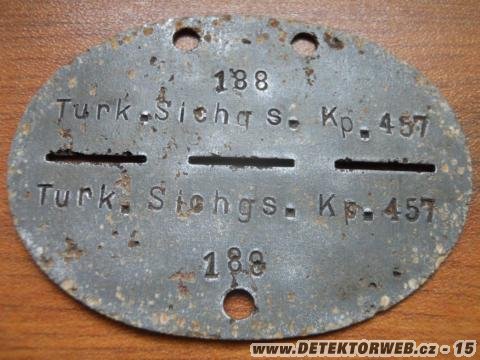 188
Turk.Sichgs. Kp.457
Turk. Sichgs. Kp.457
188
www.DETEKTORWEB.cz - 15